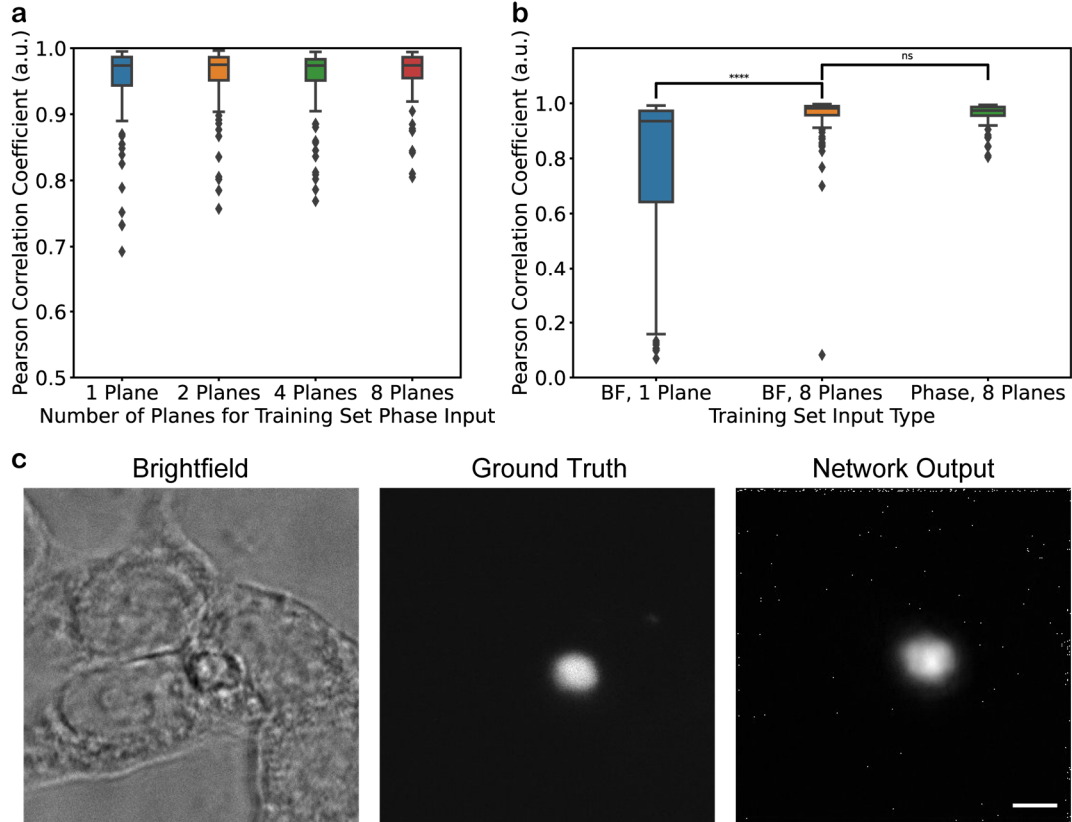 a
Pearson Correlation Coefficient (a.u.)
1.0
0.9
0.8
0.7
0.6
0.5
1 Plane 2 Planes 4 Planes 8 Planes
Number of Planes for Training Set Phase Input
b
Pearson Correlation Coefficient (a.u.)
1.0
0.8
0.6
0.4
0.2
0.0
****
ns
BF, 1 Plane BF, 8 Planes Phase, 8 Planes
Training Set Input Type
c
Brightfield Ground Truth Network Output